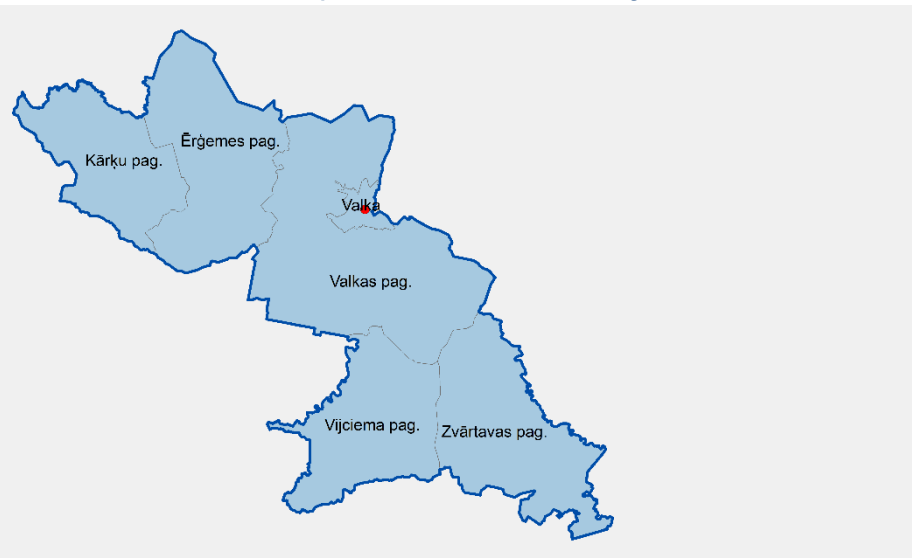 Ērģemes pag.
Kārķu pag.
Valka
Valkas pag.
Vijciema pag.
Zvārtavas pag.